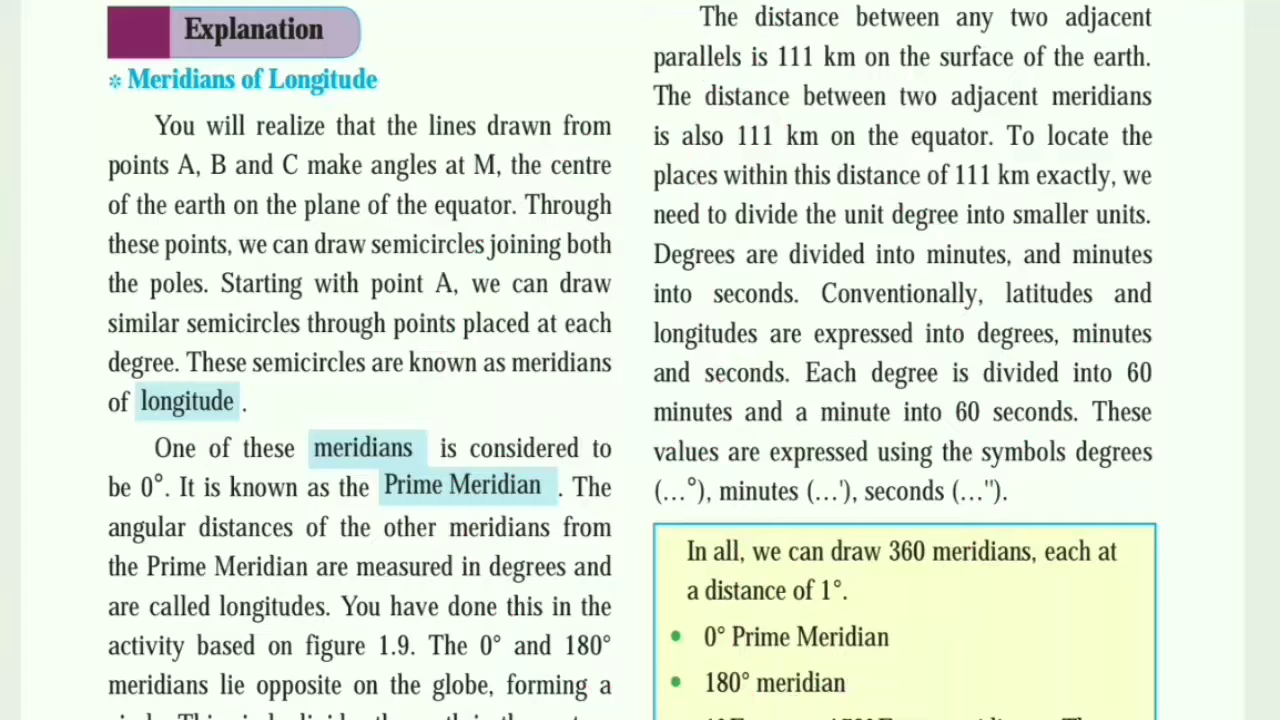 Explanation
* Meridians of Longitude
You will realize that the lines drawn from
points A, B and C make angles at M, the centre
of the earth on the plane of the equator. Through
these points, we can draw semicircles joining both
the poles. Starting with point A, we can draw
similar semicircles through points placed at each
degree. These semicircles are known as meridians
of longitude.
One of these meridians is considered to
be 0°. It is known as the Prime Meridian. The
angular distances of the other meridians from
the Prime Meridian are measured in degrees and
are called longitudes. You have done this in the
activity based on figure 1.9. The 0° and 180°
meridians lie opposite on the globe, forming a
The distance between any two adjacent
parallels is 111 km on the surface of the earth.
The distance between two adjacent meridians
is also 111 km on the equator. To locate the
places within this distance of 111 km exactly, we
need to divide the unit degree into smaller units.
Degrees are divided into minutes, and minutes
into seconds. Conventionally, latitudes and
longitudes are expressed into degrees, minutes
and seconds. Each degree is divided into 60
minutes and a minute into 60 seconds. These
values are expressed using the symbols degrees
(...°), minutes (...'), seconds (...").
In all, we can draw 360 meridians, each at
a distance of 1°.
• 0° Prime Meridian
• 180° meridian